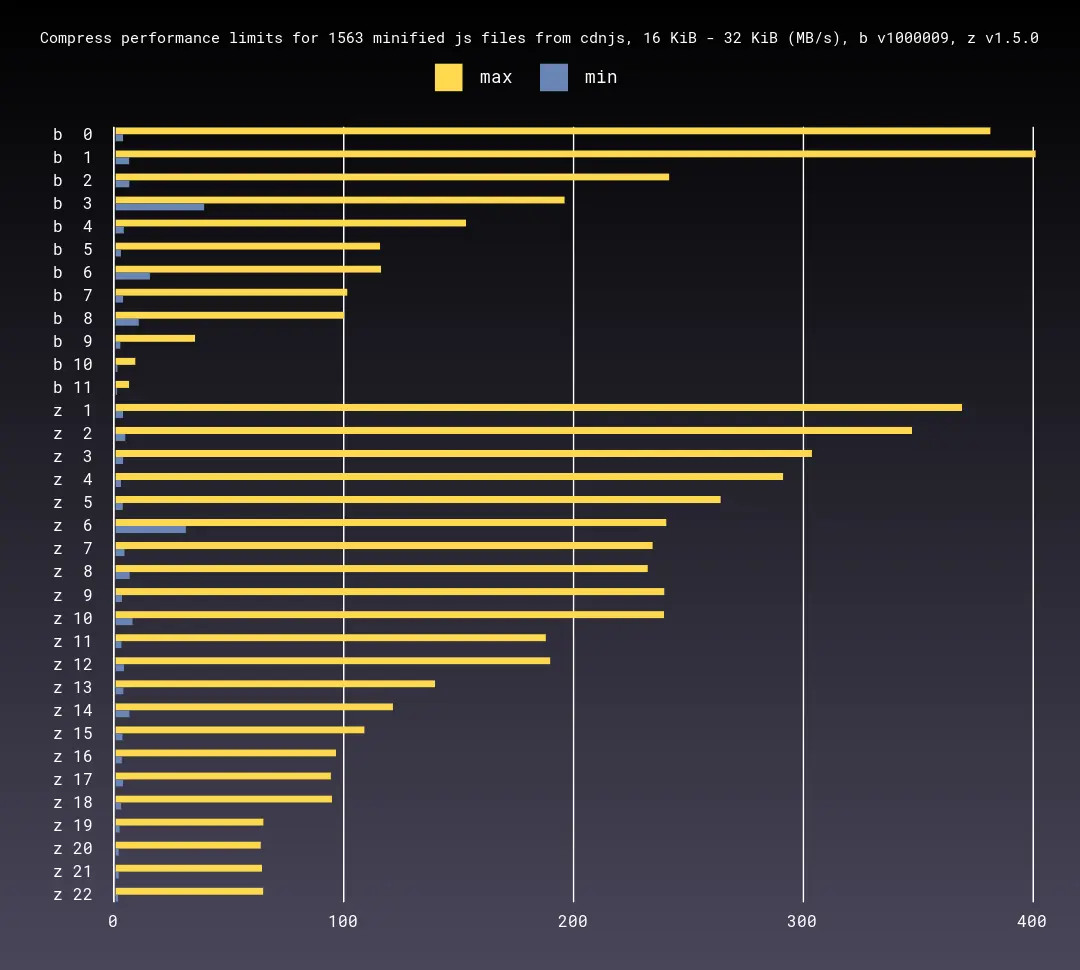 Compress performance limits for 1563 minified js files from cdnjs, 16 KiB - 32 KiB (MB/s), b v1000009, z v1.5.0
max min
b 0
b 1
b 2
b 3
b 4
b 5
b 6
b 7
b 8
b 9
b 10
b 11
z 1
z 2
z 3
z 4
z 5
z 6
z 7
z 8
z 9
z 10
z 11
z 12
z 13
z 14
z 15
z 16
z 17
z 18
z 19
z 20
z 21
z 22
0 100 200 300 400